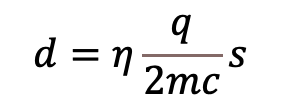 d = η q/2mc s